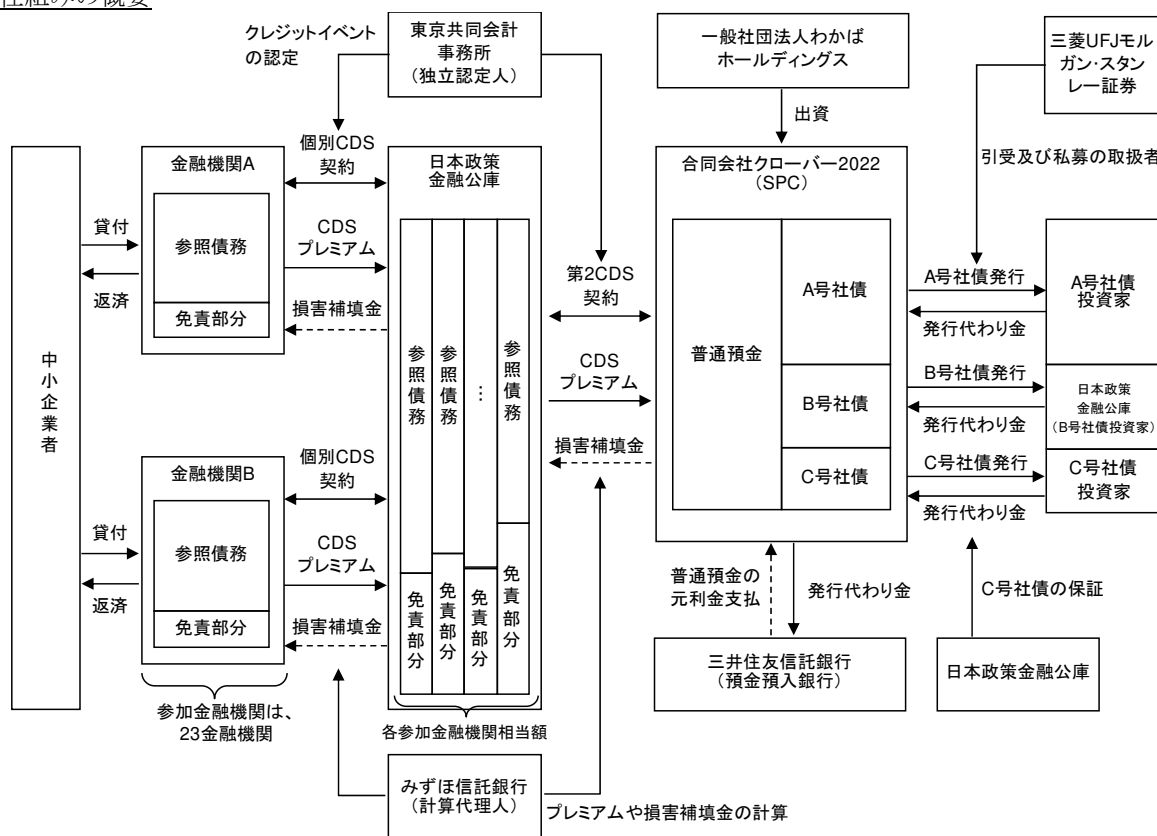 仕組みの概要
クレジットイベント
の認定
東京共同会計
事務所
（独立認定人）
一般社団法人わかば
ホールディングス
三菱UFJモル
ガン・スタン
レー証券
出資
引受及び私募の取扱者
中小企業者
貸付
返済
金融機関A
参照債務
免責部分
個別CDS
契約
CDS
プレミアム
損害補填金
貸付
返済
金融機関B
参照債務
免責部分
個別CDS
契約
CDS
プレミアム
損害補填金
参加金融機関は、
23金融機関
日本政策
金融公庫
参照債務
参照債務
…
参照債務
免責部分
免責部分
免責部分
免責部分
各参加金融機関相当額
第2CDS
契約
CDS
プレミアム
損害補填金
合同会社クローバー2022
（SPC）
普通預金
A号社債
B号社債
C号社債
A号社債発行
発行代わり金
B号社債発行
発行代わり金
C号社債発行
発行代わり金
A号社債
投資家
日本政策
金融公庫
（B号社債投資家）
C号社債
投資家
普通預金の
元利金支払
発行代わり金
C号社債の保証
三井住友信託銀行
（預金預入銀行）
日本政策金融公庫
みずほ信託銀行
（計算代理人）
プレミアムや損害補填金の計算